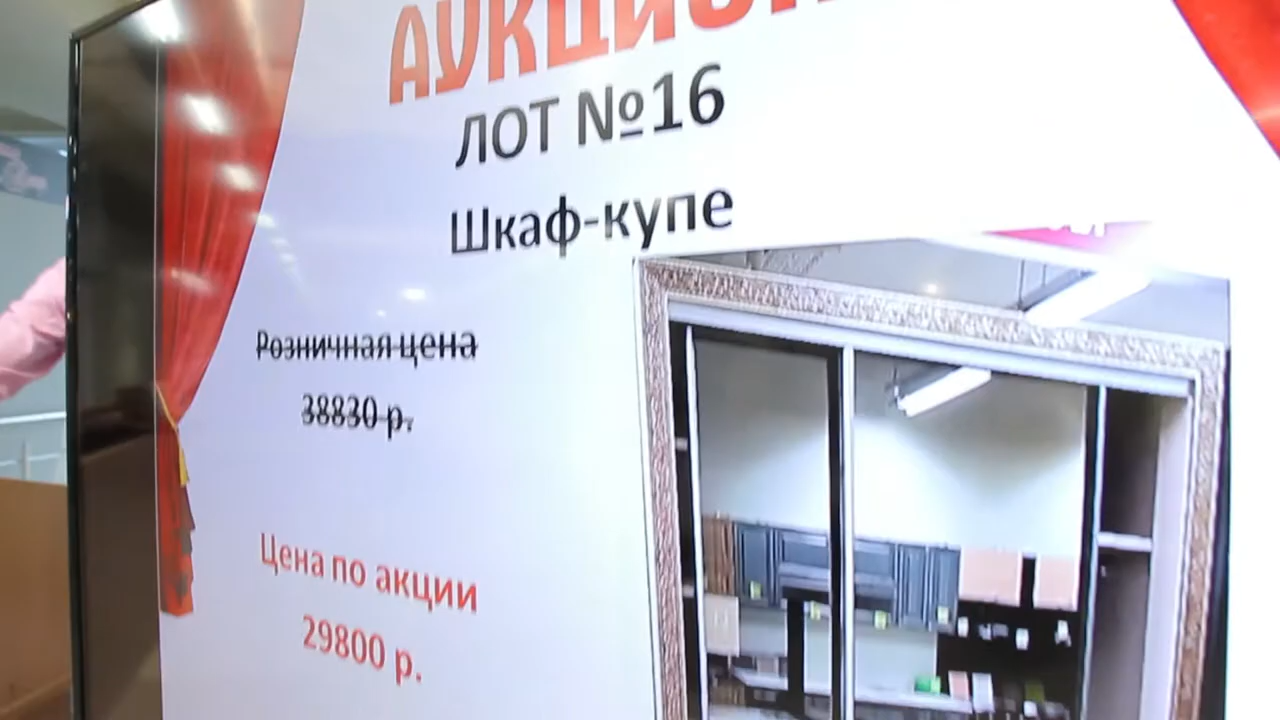 АУКЦИОН
ЛОТ №16
Шкаф-купе
Розничная цена
38830 р.
Цена по акции
29800 р.